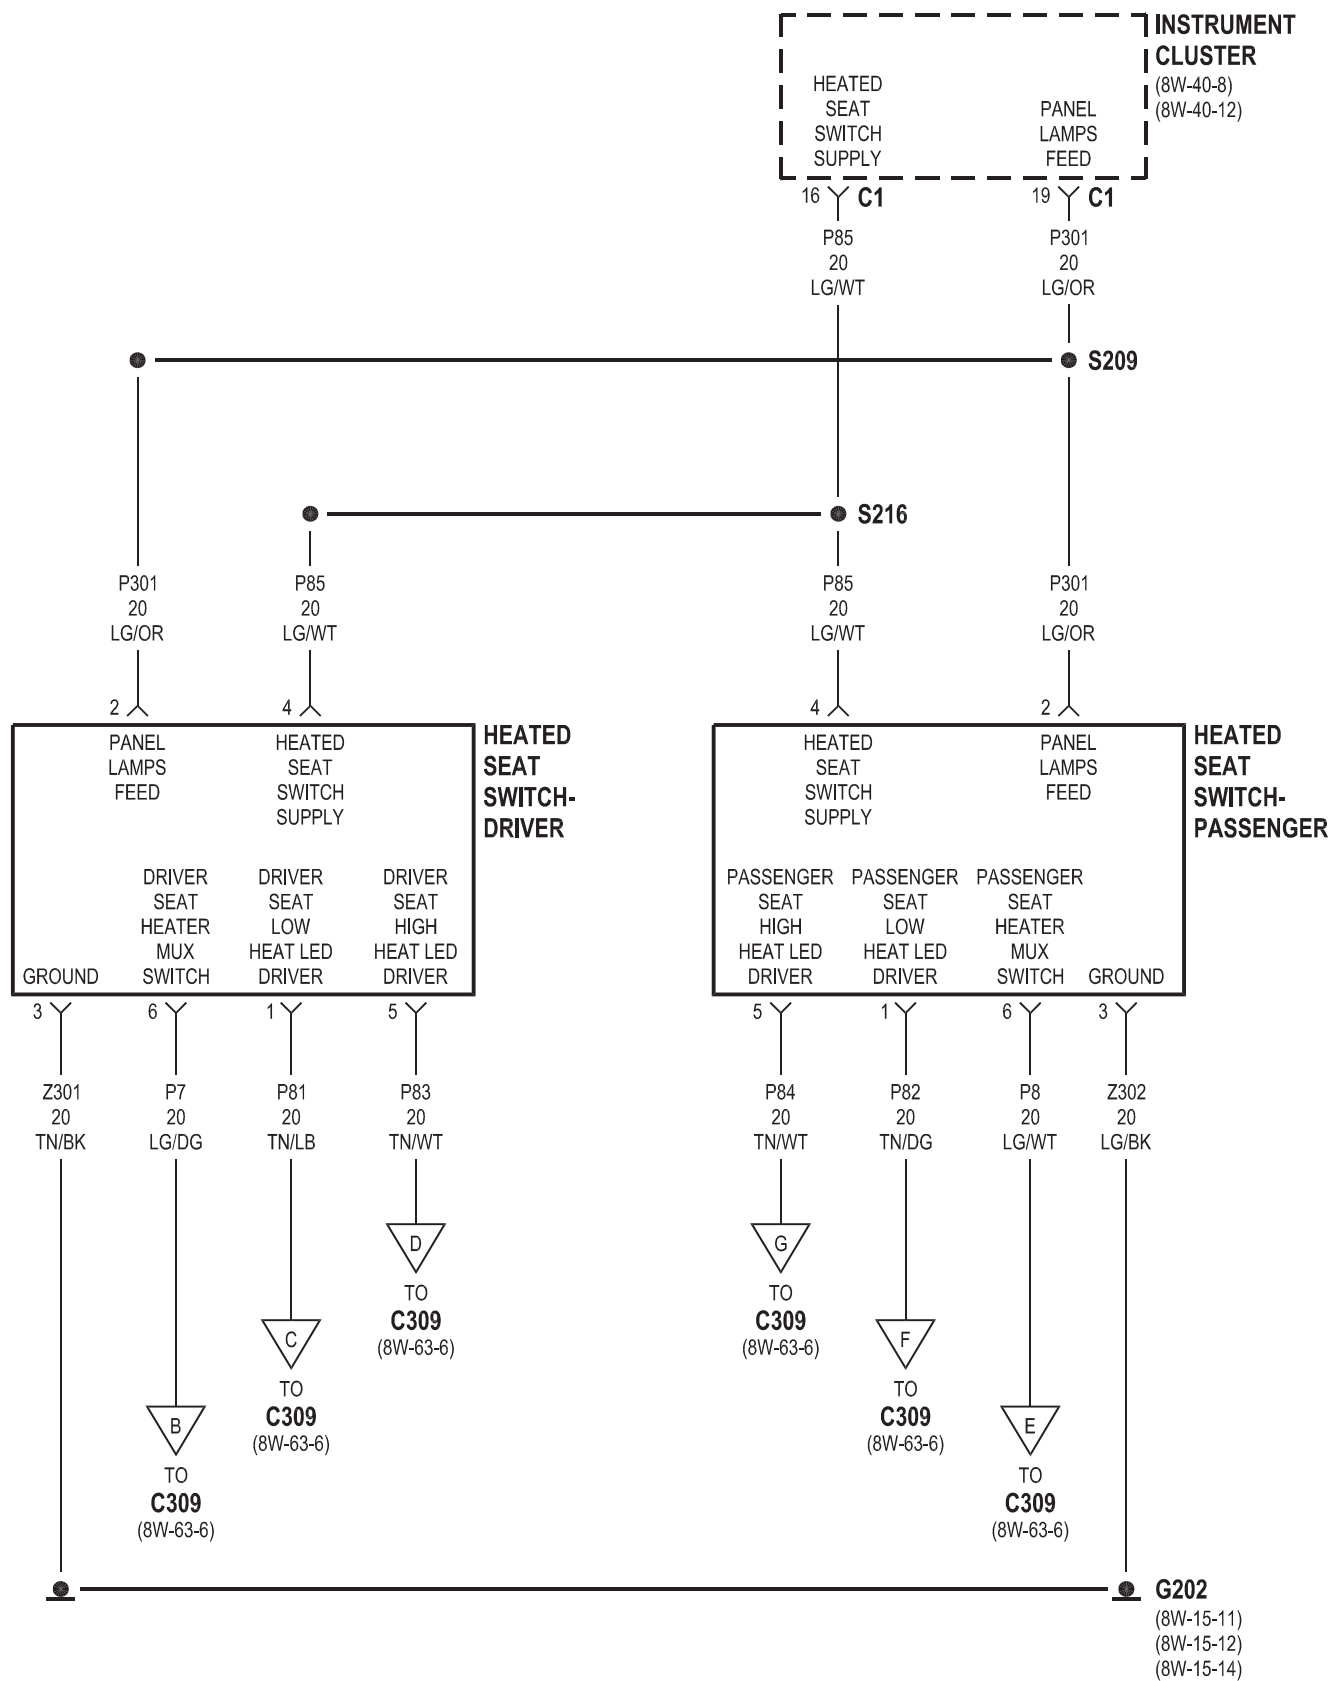 INSTRUMENT
CLUSTER
(8W-40-8)
(8W-40-12)
HEATED
SEAT
SWITCH
SUPPLY
PANEL
LAMPS
FEED
16 C1
19 C1
P85
20
LG/WT
P301
20
LG/OR
S209
S216
P301
20
LG/OR
P85
20
LG/WT
P85
20
LG/WT
P301
20
LG/OR
2
4
4
2
HEATED
SEAT
SWITCH-
DRIVER
PANEL
LAMPS
FEED
HEATED
SEAT
SWITCH
SUPPLY
GROUND
DRIVER
SEAT
HEATER
MUX
SWITCH
DRIVER
SEAT
LOW
HEAT LED
DRIVER
DRIVER
SEAT
HIGH
HEAT LED
DRIVER
HEATED
SEAT
SWITCH-
PASSENGER
HEATED
SEAT
SWITCH
SUPPLY
PANEL
LAMPS
FEED
PASSENGER
SEAT
HIGH
HEAT LED
DRIVER
PASSENGER
SEAT
LOW
HEAT LED
DRIVER
PASSENGER
SEAT
HEATER
MUX
SWITCH
GROUND
3
6
1
5
5
1
6
3
Z301
20
TN/BK
P7
20
LG/DG
P81
20
TN/LB
P83
20
TN/WT
P84
20
TN/WT
P82
20
TN/DG
P8
20
LG/WT
Z302
20
LG/BK
D
TO
C309
(8W-63-6)
C
TO
C309
(8W-63-6)
B
TO
C309
(8W-63-6)
G
TO
C309
(8W-63-6)
F
TO
C309
(8W-63-6)
E
TO
C309
(8W-63-6)
G202
(8W-15-11)
(8W-15-12)
(8W-15-14)